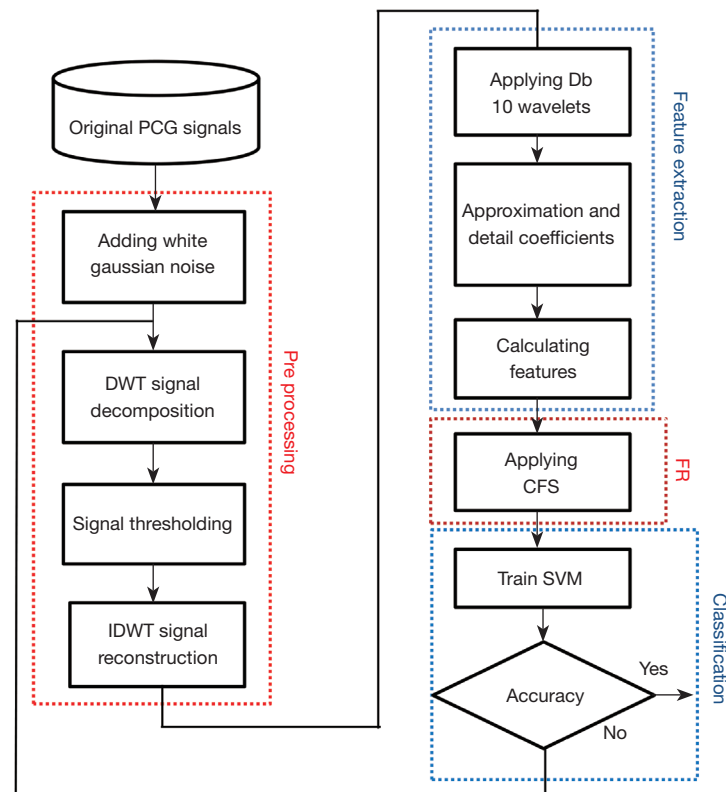 Original PCG signals
Adding white
gaussian noise
DWT signal
decomposition
Signal thresholding
IDWT signal
reconstruction
Pre processing
Applying Db
10 wavelets
Approximation and
detail coefficients
Calculating
features
Feature extraction
Applying
CFS
FR
Train SVM
Accuracy
Yes
No
Classification